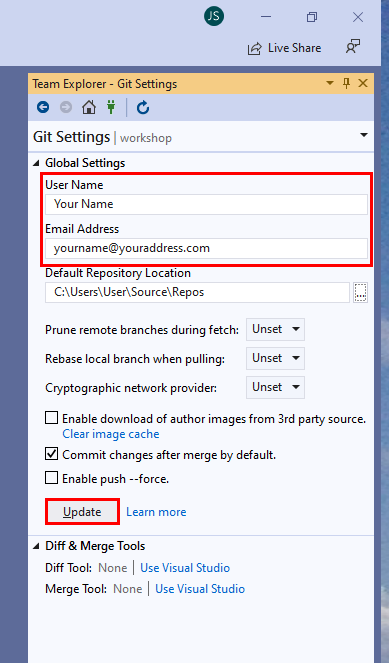 JS
Live Share
Team Explorer - Git Settings
Git Settings | workshop
Global Settings
User Name
Your Name
Email Address
yourname@youraddress.com
Default Repository Location
C:\Users\User\Source\Repos
...
Prune remote branches during fetch: Unset
Rebase local branch when pulling: Unset
Cryptographic network provider: Unset
Enable download of author images from 3rd party source.
Clear image cache
Commit changes after merge by default.
Enable push --force.
Update Learn more
Diff & Merge Tools
Diff Tool: None | Use Visual Studio
Merge Tool: None | Use Visual Studio